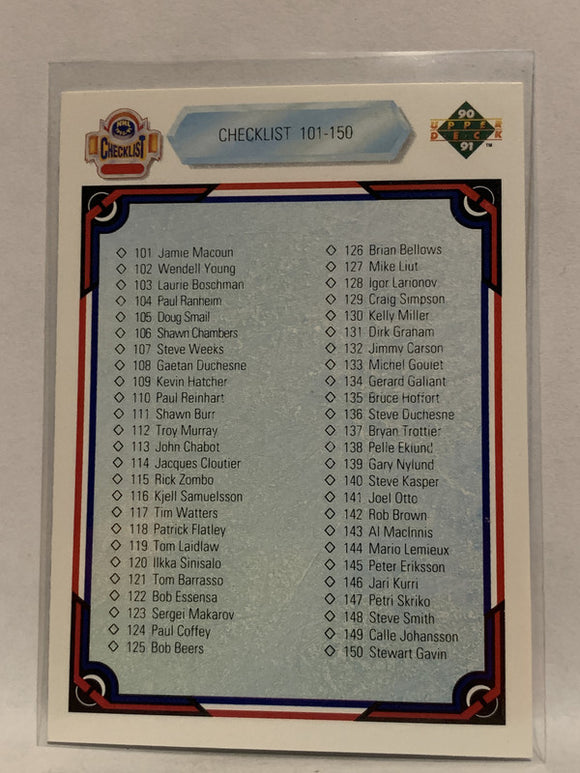 NHL
CHECKLIST
CHECKLIST 101-150
90
UPPER
DECK
91
TM
101 Jamie Macoun
102 Wendell Young
103 Laurie Boschman
104 Paul Ranheim
105 Doug Smail
106 Shawn Chambers
107 Steve Weeks
108 Gaetan Duchesne
109 Kevin Hatcher
110 Paul Reinhart
111 Shawn Burr
112 Troy Murray
113 John Chabot
114 Jacques Cloutier
115 Rick Zombo
116 Kjell Samuelsson
117 Tim Watters
118 Patrick Flatley
119 Tom Laidlaw
120 Ilkka Sinisalo
121 Tom Barrasso
122 Bob Essensa
123 Sergei Makarov
124 Paul Coffey
125 Bob Beers
126 Brian Bellows
127 Mike Liut
128 Igor Larionov
129 Craig Simpson
130 Kelly Miller
131 Dirk Graham
132 Jimmy Carson
133 Michel Goulet
134 Gerard Gallant
135 Bruce Hoffort
136 Steve Duchesne
137 Bryan Trottier
138 Pelle Eklund
139 Gary Nylund
140 Steve Kasper
141 Joel Otto
142 Rob Brown
143 Al MacInnis
144 Mario Lemieux
145 Peter Eriksson
146 Jari Kurri
147 Petri Skriko
148 Steve Smith
149 Calle Johansson
150 Stewart Gavin